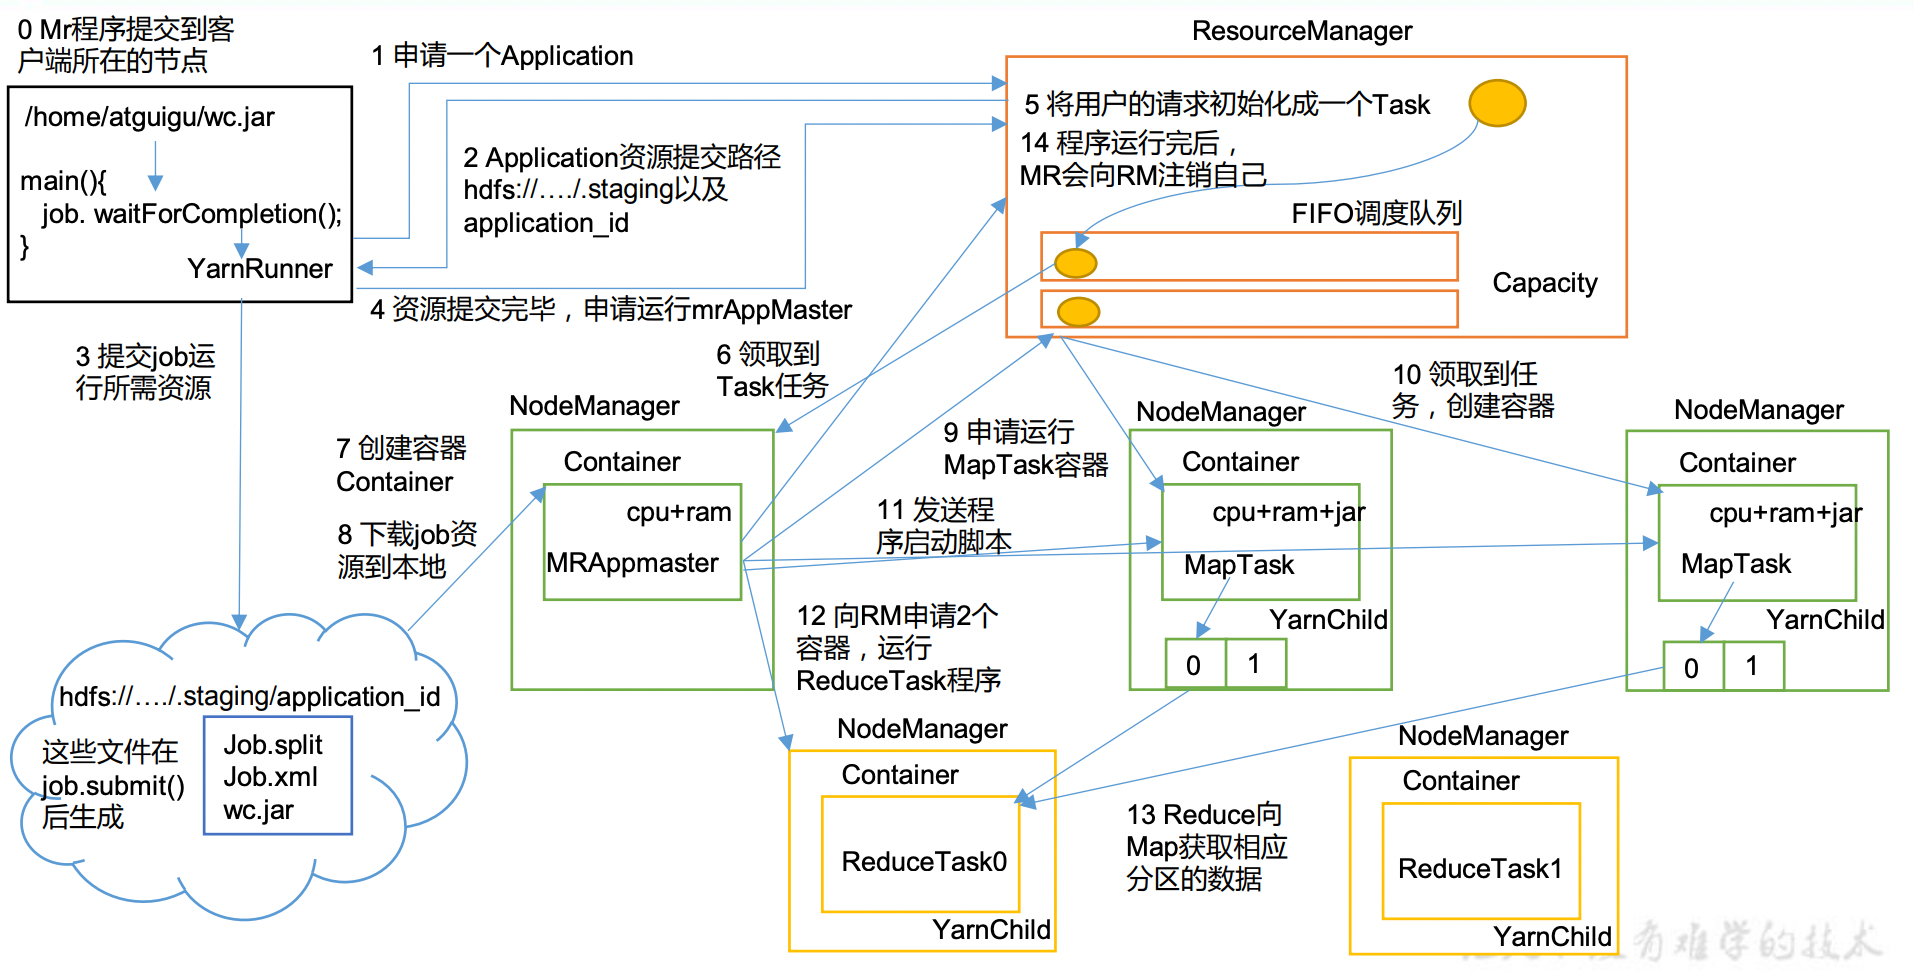 0 Mr程序提交到客
户端所在的节点
/home/atguigu/wc.jar
main(){
job. waitForCompletion();
}
YarnRunner
1 申请一个Application
2 Application资源提交路径
hdfs://…./.staging以及
application_id
4 资源提交完毕，申请运行mrAppMaster
3 提交job运
行所需资源
ResourceManager
5 将用户的请求初始化成一个Task
14 程序运行完后，
MR会向RM注销自己
FIFO调度队列
Capacity
6 领取到
Task任务
7 创建容器
Container
8 下载job资
源到本地
NodeManager
Container
cpu+ram
MRAppmaster
9 申请运行
MapTask容器
10 领取到任
务，创建容器
11 发送程
序启动脚本
NodeManager
Container
cpu+ram+jar
MapTask
YarnChild
0 1
NodeManager
Container
cpu+ram+jar
MapTask
YarnChild
0 1
12 向RM申请2个
容器，运行
ReduceTask程序
hdfs://…./.staging/application_id
这些文件在
job.submit()
后生成
Job.split
Job.xml
wc.jar
NodeManager
Container
ReduceTask0
YarnChild
13 Reduce向
Map获取相应
分区的数据
NodeManager
Container
ReduceTask1
YarnChild
有难学的技术